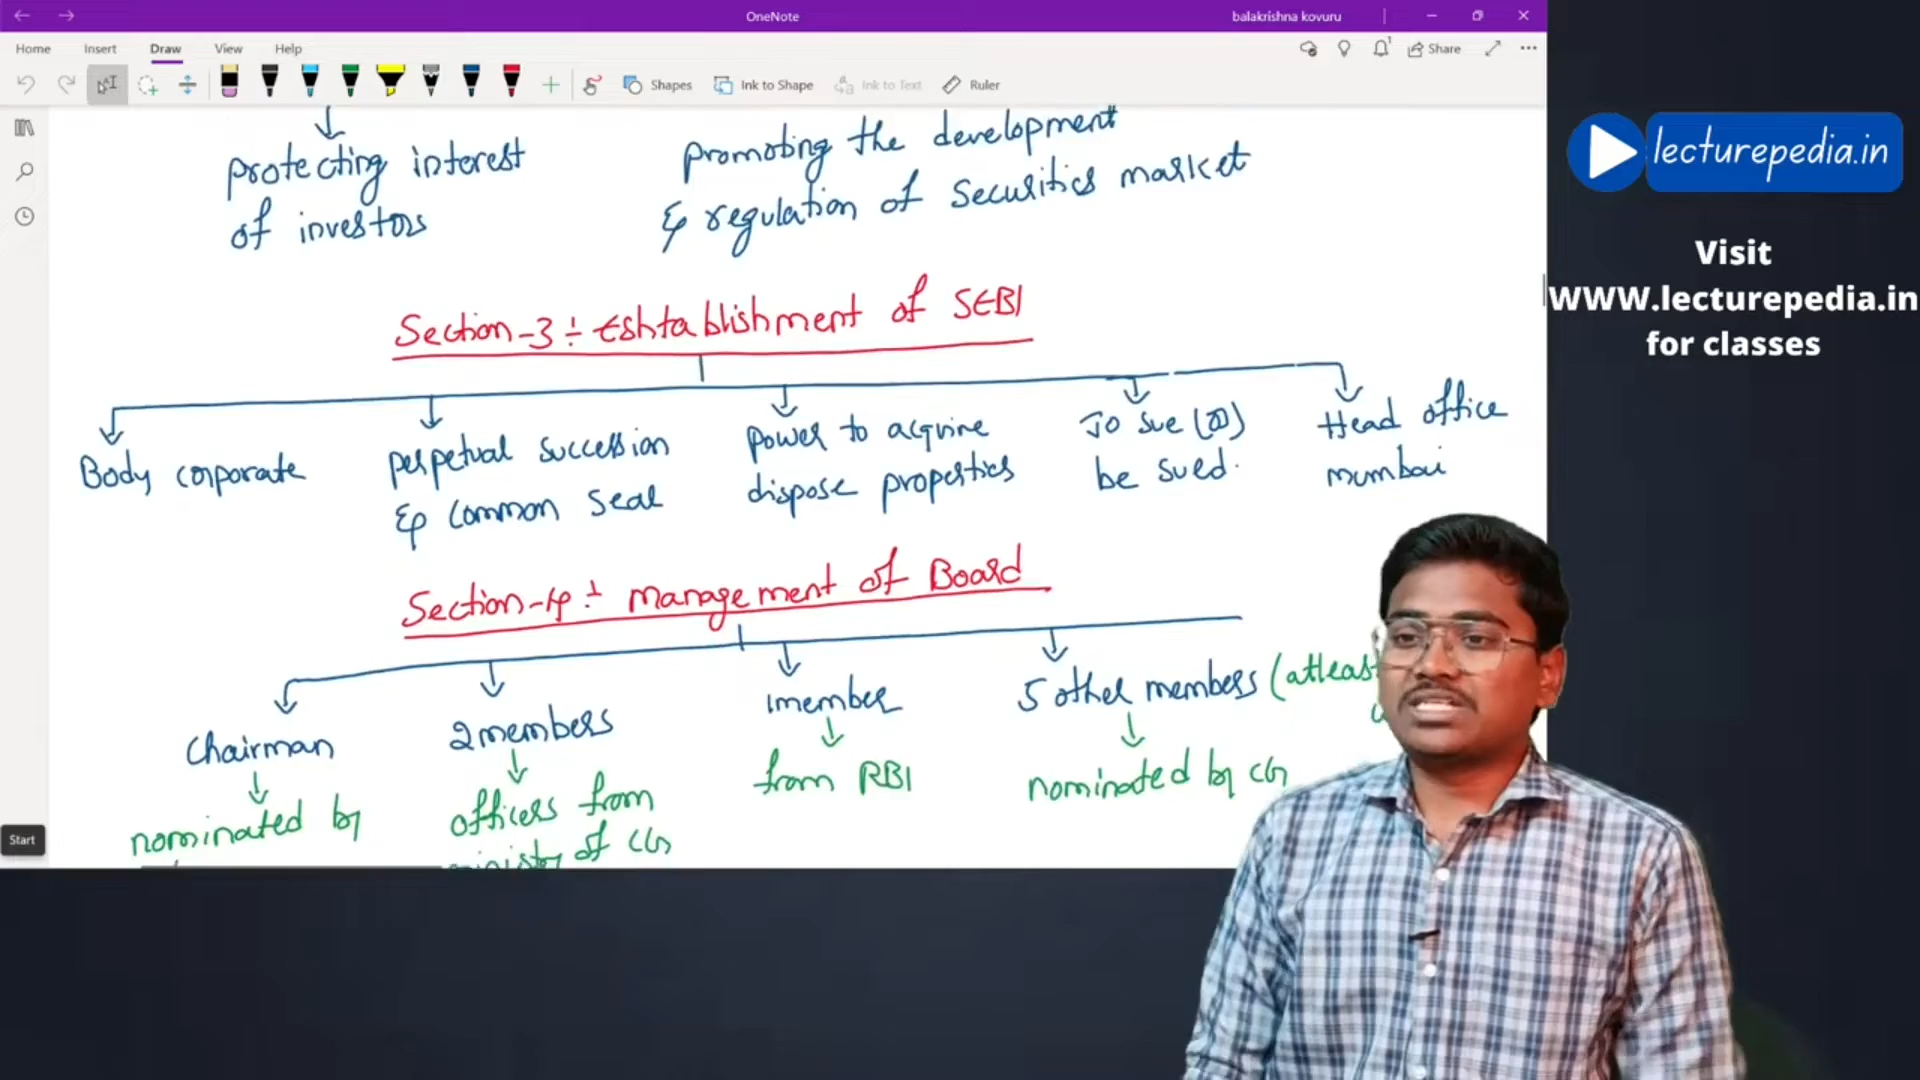 OneNote
balakrishna kovuru
Home Insert Draw View Help
1 Share
Shapes Ink to Shape Ink to Text Ruler
protecting interest
of investors
promoting the development
& regulation of securities market
Section-3 ÷ Eshtablishment of SEBI
Body corporate
perpetual succession
& common seal
power to acquire
dispose properties
To sue (or)
be sued.
Head office
mumbai
Section-4 ÷ Management of Board
Chairman
nominated by
2 members
officers from
ministry of CG
1 member
from RBI
5 other members (atleas
nominated by CG
Start
lecturepedia.in
Visit
WWW.lecturepedia.in
for classes